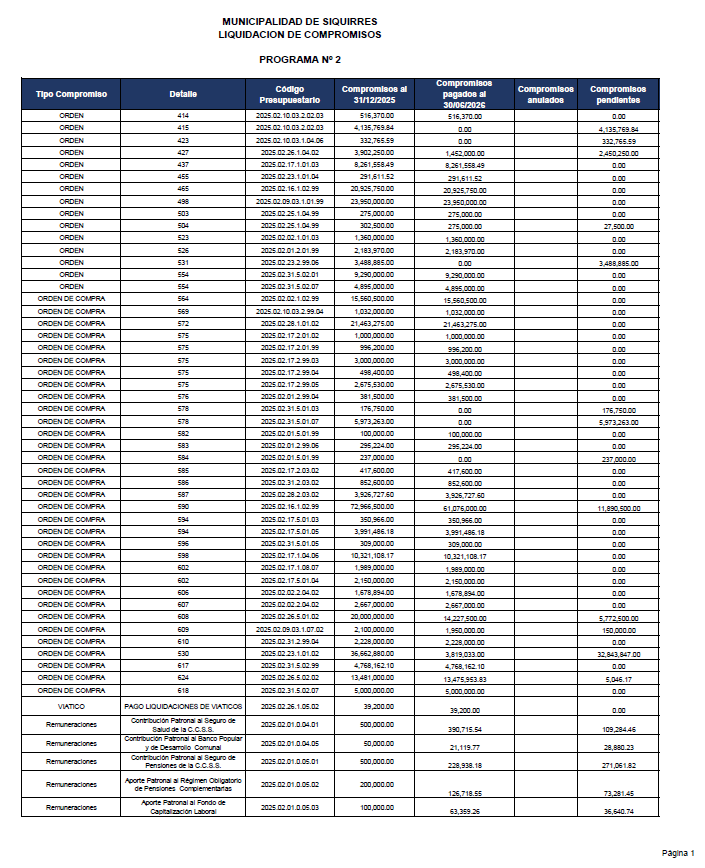 MUNICIPALIDAD DE SIQUIRRES
LIQUIDACION DE COMPROMISOS
PROGRAMA Nº 2
Tipo Compromiso Detalle Código Presupuestario Compromisos al 31/12/2025 Compromisos pagados al 30/06/2026 Compromisos anulados Compromisos pendientes
ORDEN 414 2025.02.10.03.2.02.03 516,370.00 516,370.00 0.00
ORDEN 415 2025.02.10.03.2.02.03 4,135,769.84 0.00 4,135,769.84
ORDEN 423 2025.02.10.03.1.04.06 332,765.59 0.00 332,765.59
ORDEN 427 2025.02.26.1.04.02 3,902,250.00 1,452,000.00 2,450,250.00
ORDEN 437 2025.02.17.1.01.03 8,261,558.49 8,261,558.49 0.00
ORDEN 455 2025.02.23.1.01.04 291,611.52 291,611.52 0.00
ORDEN 465 2025.02.16.1.02.99 20,925,750.00 20,925,750.00 0.00
ORDEN 498 2025.02.09.03.1.01.99 23,950,000.00 23,950,000.00 0.00
ORDEN 503 2025.02.25.1.04.99 275,000.00 275,000.00 0.00
ORDEN 504 2025.02.25.1.04.99 302,500.00 275,000.00 27,500.00
ORDEN 523 2025.02.02.1.01.03 1,360,000.00 1,360,000.00 0.00
ORDEN 526 2025.02.01.2.01.99 2,183,970.00 2,183,970.00 0.00
ORDEN 531 2025.02.23.2.99.06 3,488,885.00 0.00 3,488,885.00
ORDEN 554 2025.02.31.5.02.01 9,290,000.00 9,290,000.00 0.00
ORDEN 554 2025.02.31.5.02.07 4,895,000.00 4,895,000.00 0.00
ORDEN DE COMPRA 564 2025.02.02.1.02.99 15,560,500.00 15,560,500.00 0.00
ORDEN DE COMPRA 569 2025.02.10.03.2.99.04 1,032,000.00 1,032,000.00 0.00
ORDEN DE COMPRA 572 2025.02.28.1.01.02 21,463,275.00 21,463,275.00 0.00
ORDEN DE COMPRA 575 2025.02.17.2.01.02 1,000,000.00 1,000,000.00 0.00
ORDEN DE COMPRA 575 2025.02.17.2.01.99 996,200.00 996,200.00 0.00
ORDEN DE COMPRA 575 2025.02.17.2.99.03 3,000,000.00 3,000,000.00 0.00
ORDEN DE COMPRA 575 2025.02.17.2.99.04 498,400.00 498,400.00 0.00
ORDEN DE COMPRA 575 2025.02.17.2.99.05 2,675,530.00 2,675,530.00 0.00
ORDEN DE COMPRA 576 2025.02.01.2.99.04 381,500.00 381,500.00 0.00
ORDEN DE COMPRA 578 2025.02.31.5.01.03 176,750.00 0.00 176,750.00
ORDEN DE COMPRA 578 2025.02.31.5.01.07 5,973,263.00 0.00 5,973,263.00
ORDEN DE COMPRA 582 2025.02.01.5.01.99 100,000.00 100,000.00 0.00
ORDEN DE COMPRA 583 2025.02.01.2.99.06 295,224.00 295,224.00 0.00
ORDEN DE COMPRA 584 2025.02.01.5.01.99 237,000.00 0.00 237,000.00
ORDEN DE COMPRA 585 2025.02.17.2.03.02 417,600.00 417,600.00 0.00
ORDEN DE COMPRA 586 2025.02.31.2.03.02 852,600.00 852,600.00 0.00
ORDEN DE COMPRA 587 2025.02.28.2.03.02 3,926,727.60 3,926,727.60 0.00
ORDEN DE COMPRA 590 2025.02.16.1.02.99 72,966,500.00 61,076,000.00 11,890,500.00
ORDEN DE COMPRA 594 2025.02.17.5.01.03 350,966.00 350,966.00 0.00
ORDEN DE COMPRA 594 2025.02.17.5.01.05 3,991,486.18 3,991,486.18 0.00
ORDEN DE COMPRA 596 2025.02.31.5.01.05 309,000.00 309,000.00 0.00
ORDEN DE COMPRA 598 2025.02.17.1.04.06 10,321,108.17 10,321,108.17 0.00
ORDEN DE COMPRA 602 2025.02.17.1.08.07 1,989,000.00 1,989,000.00 0.00
ORDEN DE COMPRA 602 2025.02.17.5.01.04 2,150,000.00 2,150,000.00 0.00
ORDEN DE COMPRA 606 2025.02.02.2.04.02 1,678,894.00 1,678,894.00 0.00
ORDEN DE COMPRA 607 2025.02.02.2.04.02 2,667,000.00 2,667,000.00 0.00
ORDEN DE COMPRA 608 2025.02.26.5.01.02 20,000,000.00 14,227,500.00 5,772,500.00
ORDEN DE COMPRA 609 2025.02.09.03.1.07.02 2,100,000.00 1,950,000.00 150,000.00
ORDEN DE COMPRA 610 2025.02.31.2.99.04 2,228,000.00 2,228,000.00 0.00
ORDEN DE COMPRA 530 2025.02.23.1.01.02 36,662,880.00 3,819,033.00 32,843,847.00
ORDEN DE COMPRA 617 2025.02.31.5.02.99 4,768,162.10 4,768,162.10 0.00
ORDEN DE COMPRA 624 2025.02.26.5.02.02 13,481,000.00 13,475,953.83 5,046.17
ORDEN DE COMPRA 618 2025.02.31.5.02.07 5,000,000.00 5,000,000.00 0.00
VIATICO PAGO LIQUIDACIONES DE VIATICOS 2025.02.26.1.05.02 39,200.00 39,200.00 0.00
Remuneraciones Contribución Patronal al Seguro de Salud de la C.C.S.S. 2025.02.01.0.04.01 500,000.00 390,715.54 109,284.46
Remuneraciones Contribución Patronal al Banco Popular y de Desarrollo Comunal 2025.02.01.0.04.05 50,000.00 21,119.77 28,880.23
Remuneraciones Contribución Patronal al Seguro de Pensiones de la C.C.S.S. 2025.02.01.0.05.01 500,000.00 228,938.18 271,061.82
Remuneraciones Aporte Patronal al Régimen Obligatorio de Pensiones Complementarias 2025.02.01.0.05.02 200,000.00 126,718.55 73,281.45
Remuneraciones Aporte Patronal al Fondo de Capitalización Laboral 2025.02.01.0.05.03 100,000.00 63,359.26 36,640.74
Página 1